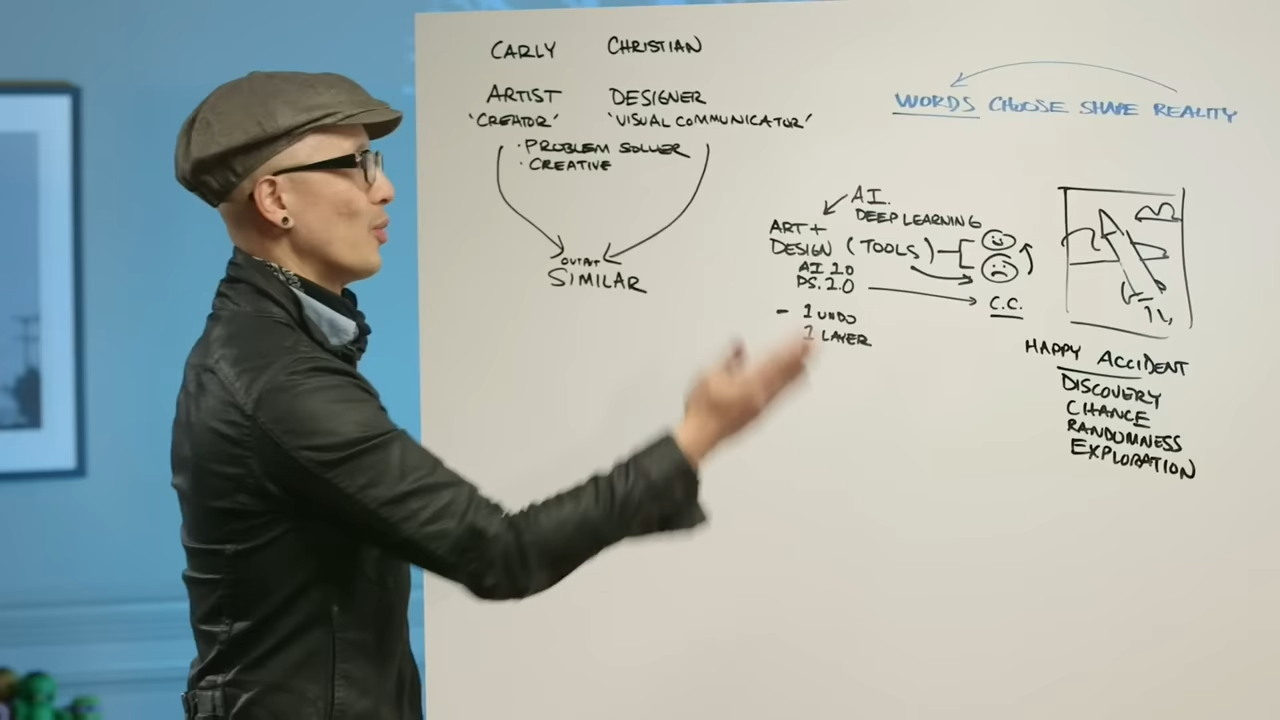 CARLY CHRISTIAN
ARTIST DESIGNER
'CREATOR' 'VISUAL COMMUNICATOR'
· PROBLEM SOLVER
· CREATIVE
OUTPUT
SIMILAR
WORDS CHOOSE SHAPE REALITY
AI.
DEEP LEARNING
ART +
DESIGN (TOOLS)
AI 2.0
PS. 2.0
C.C.
- 1 UNDO
1 LAYER
HAPPY ACCIDENT
DISCOVERY
CHANCE
RANDOMNESS
EXPLORATION